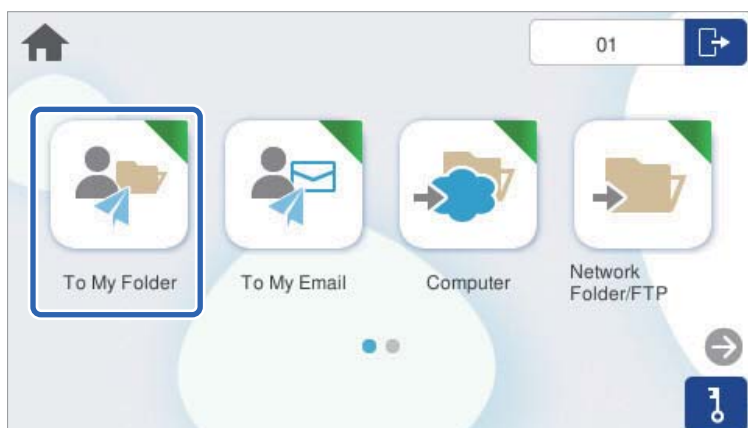 01
To My Folder
To My Email
Computer
Network
Folder/FTP